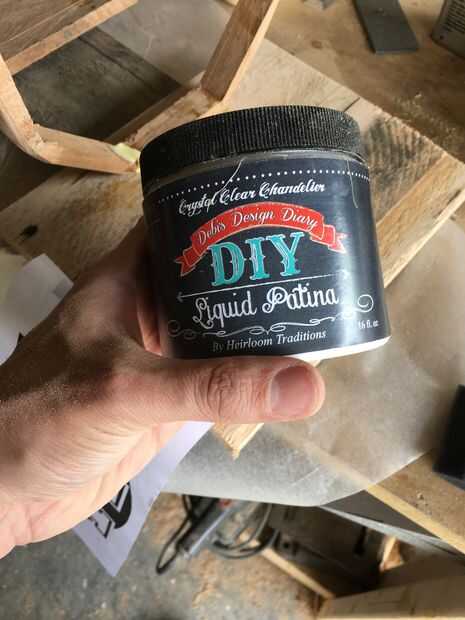 Crystal Clear Chandelier
Debi's Design Diary
DIY
Liquid Patina
16 fl. oz
By Heirloom Traditions